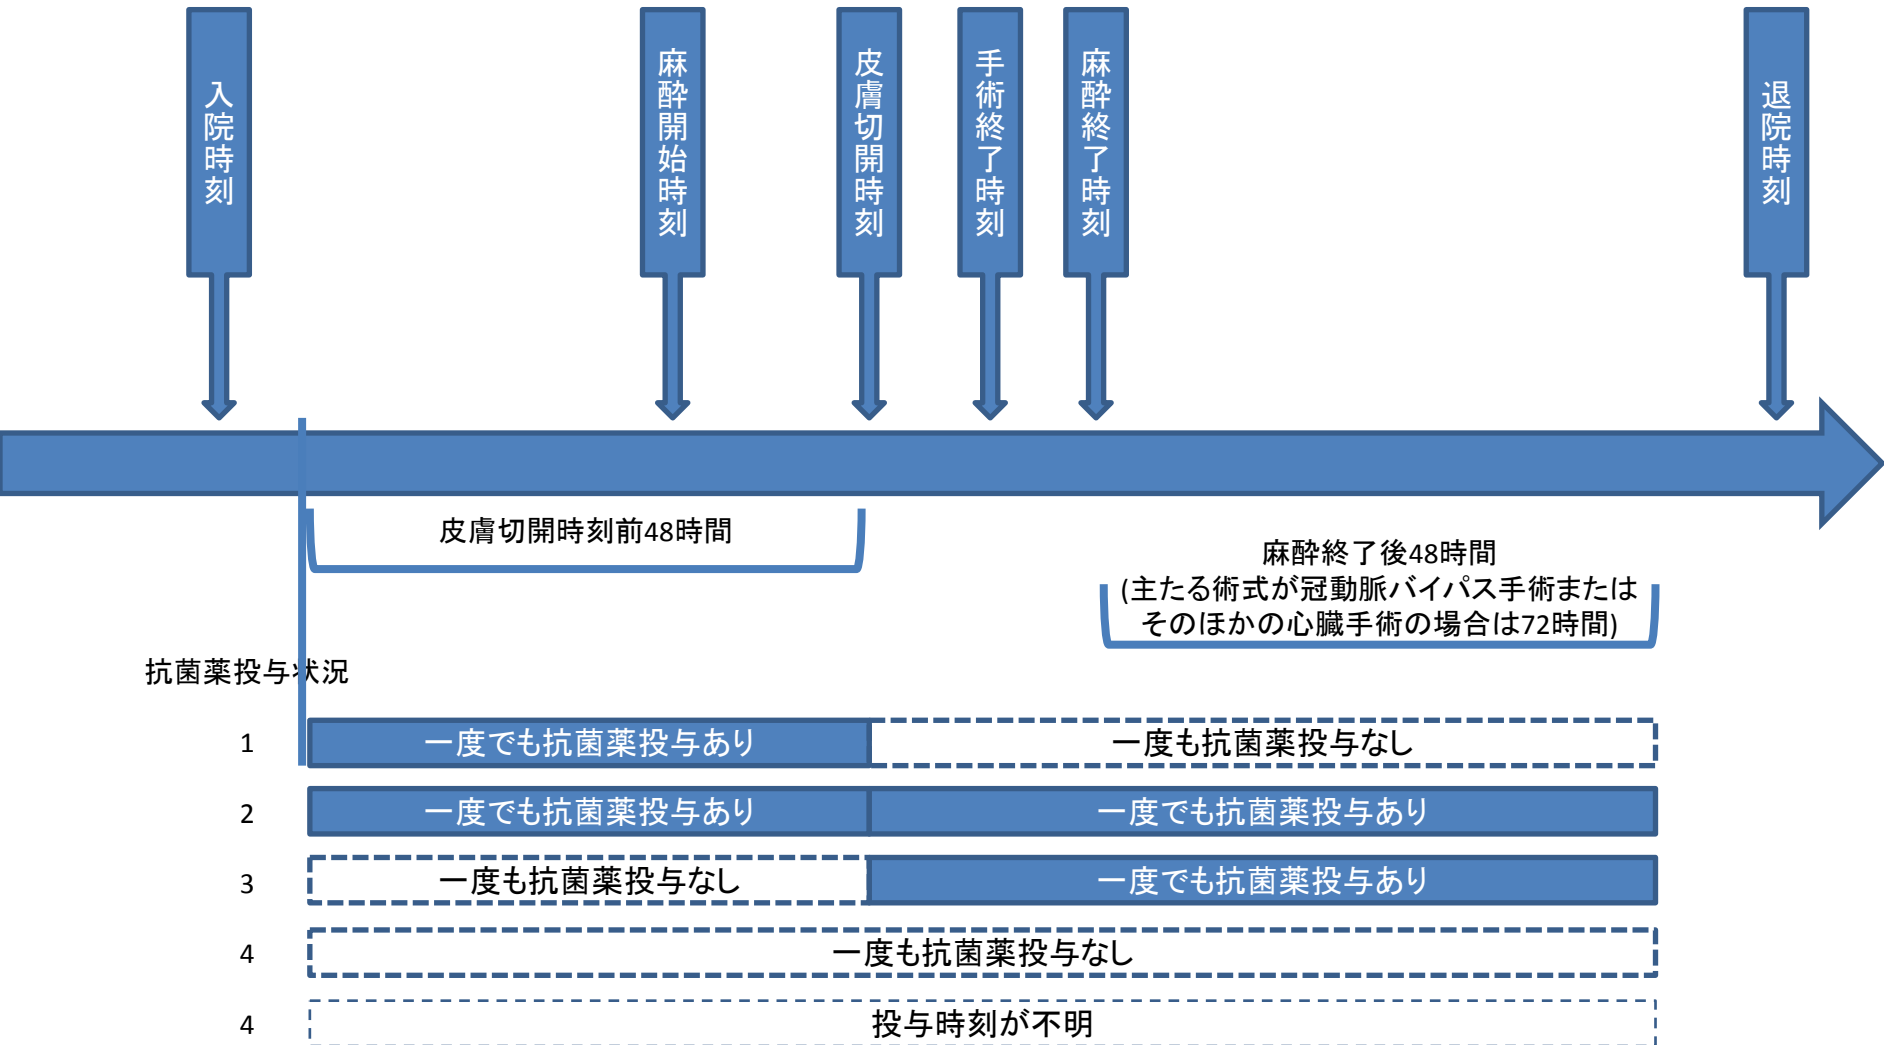 入院時刻
麻酔開始時刻
皮膚切開時刻
手術終了時刻
麻酔終了時刻
退院時刻
皮膚切開時刻前48時間
麻酔終了後48時間
(主たる術式が冠動脈バイパス手術または
そのほかの心臓手術の場合は72時間)
抗菌薬投与状況
1 一度でも抗菌薬投与あり 一度も抗菌薬投与なし
2 一度でも抗菌薬投与あり 一度でも抗菌薬投与あり
3 一度も抗菌薬投与なし 一度でも抗菌薬投与あり
4 一度も抗菌薬投与なし
4 投与時刻が不明